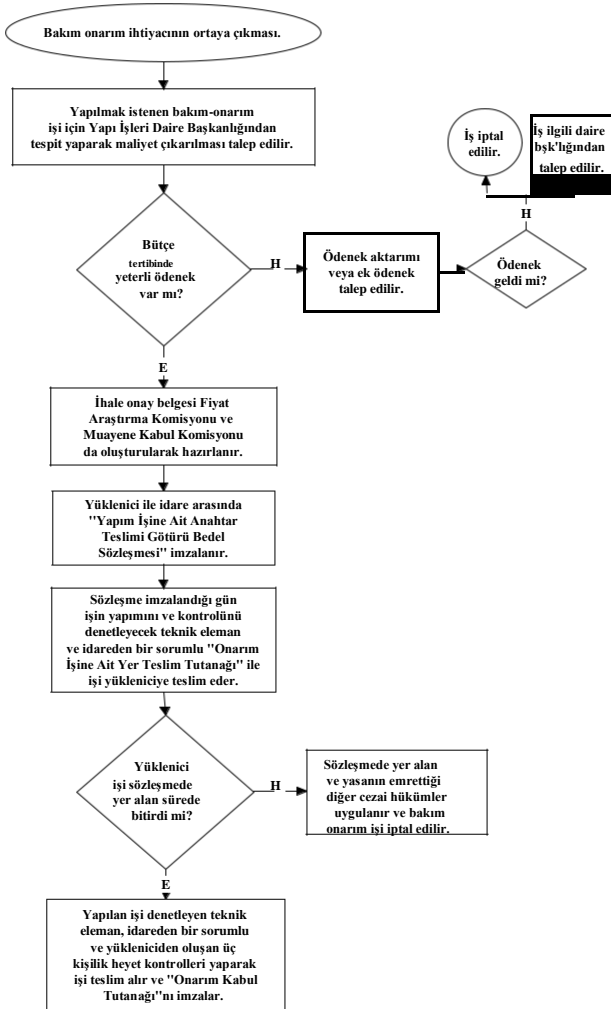 Bakım onarım ihtiyacının ortaya çıkması.
Yapılmak istenen bakım-onarım
işi için Yapı İşleri Daire Başkanlığından
tespit yaparak maliyet çıkarılması talep edilir.
İş iptal
edilir.
İş ilgili daire
bşk'lığından
talep edilir.
Bütçe
tertibinde
yeterli ödenek
var mı?
H
Ödenek aktarımı
veya ek ödenek
talep edilir.
H
Ödenek
geldi mi?
E
İhale onay belgesi Fiyat
Araştırma Komisyonu ve
Muayene Kabul Komisyonu
da oluşturularak hazırlanır.
Yüklenici ile idare arasında
"Yapım İşine Ait Anahtar
Teslimi Götürü Bedel
Sözleşmesi" imzalanır.
Sözleşme imzalandığı gün
işin yapımını ve kontrolünü
denetleyecek teknik eleman
ve idareden bir sorumlu "Onarım
İşine Ait Yer Teslim Tutanağı" ile
işi yükleniciye teslim eder.
Yüklenici
işi sözleşmede
yer alan sürede
bitirdi mi?
H
Sözleşmede yer alan
ve yasanın emrettiği
diğer cezai hükümler
uygulanır ve bakım
onarım işi iptal edilir.
E
Yapılan işi denetleyen teknik
eleman, idareden bir sorumlu
ve yükleniciden oluşan üç
kişilik heyet kontrolleri yaparak
işi teslim alır ve "Onarım Kabul
Tutanağı"nı imzalar.